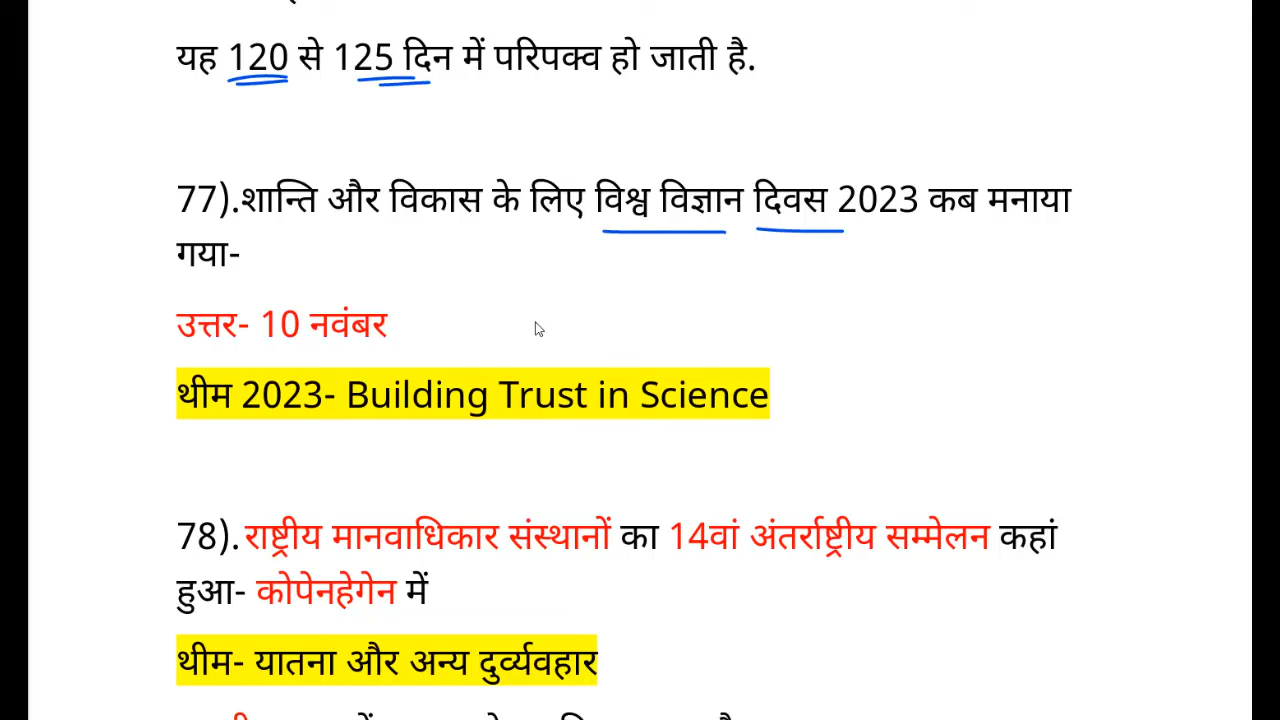 यह 120 से 125 दिन में परिपक्व हो जाती है.
77).शान्ति और विकास के लिए विश्व विज्ञान दिवस 2023 कब मनाया
गया-
उत्तर- 10 नवंबर
थीम 2023- Building Trust in Science
78). राष्ट्रीय मानवाधिकार संस्थानों का 14वां अंतर्राष्ट्रीय सम्मेलन कहां
हुआ- कोपेनहेगेन में
थीम- यातना और अन्य दुर्व्यवहार